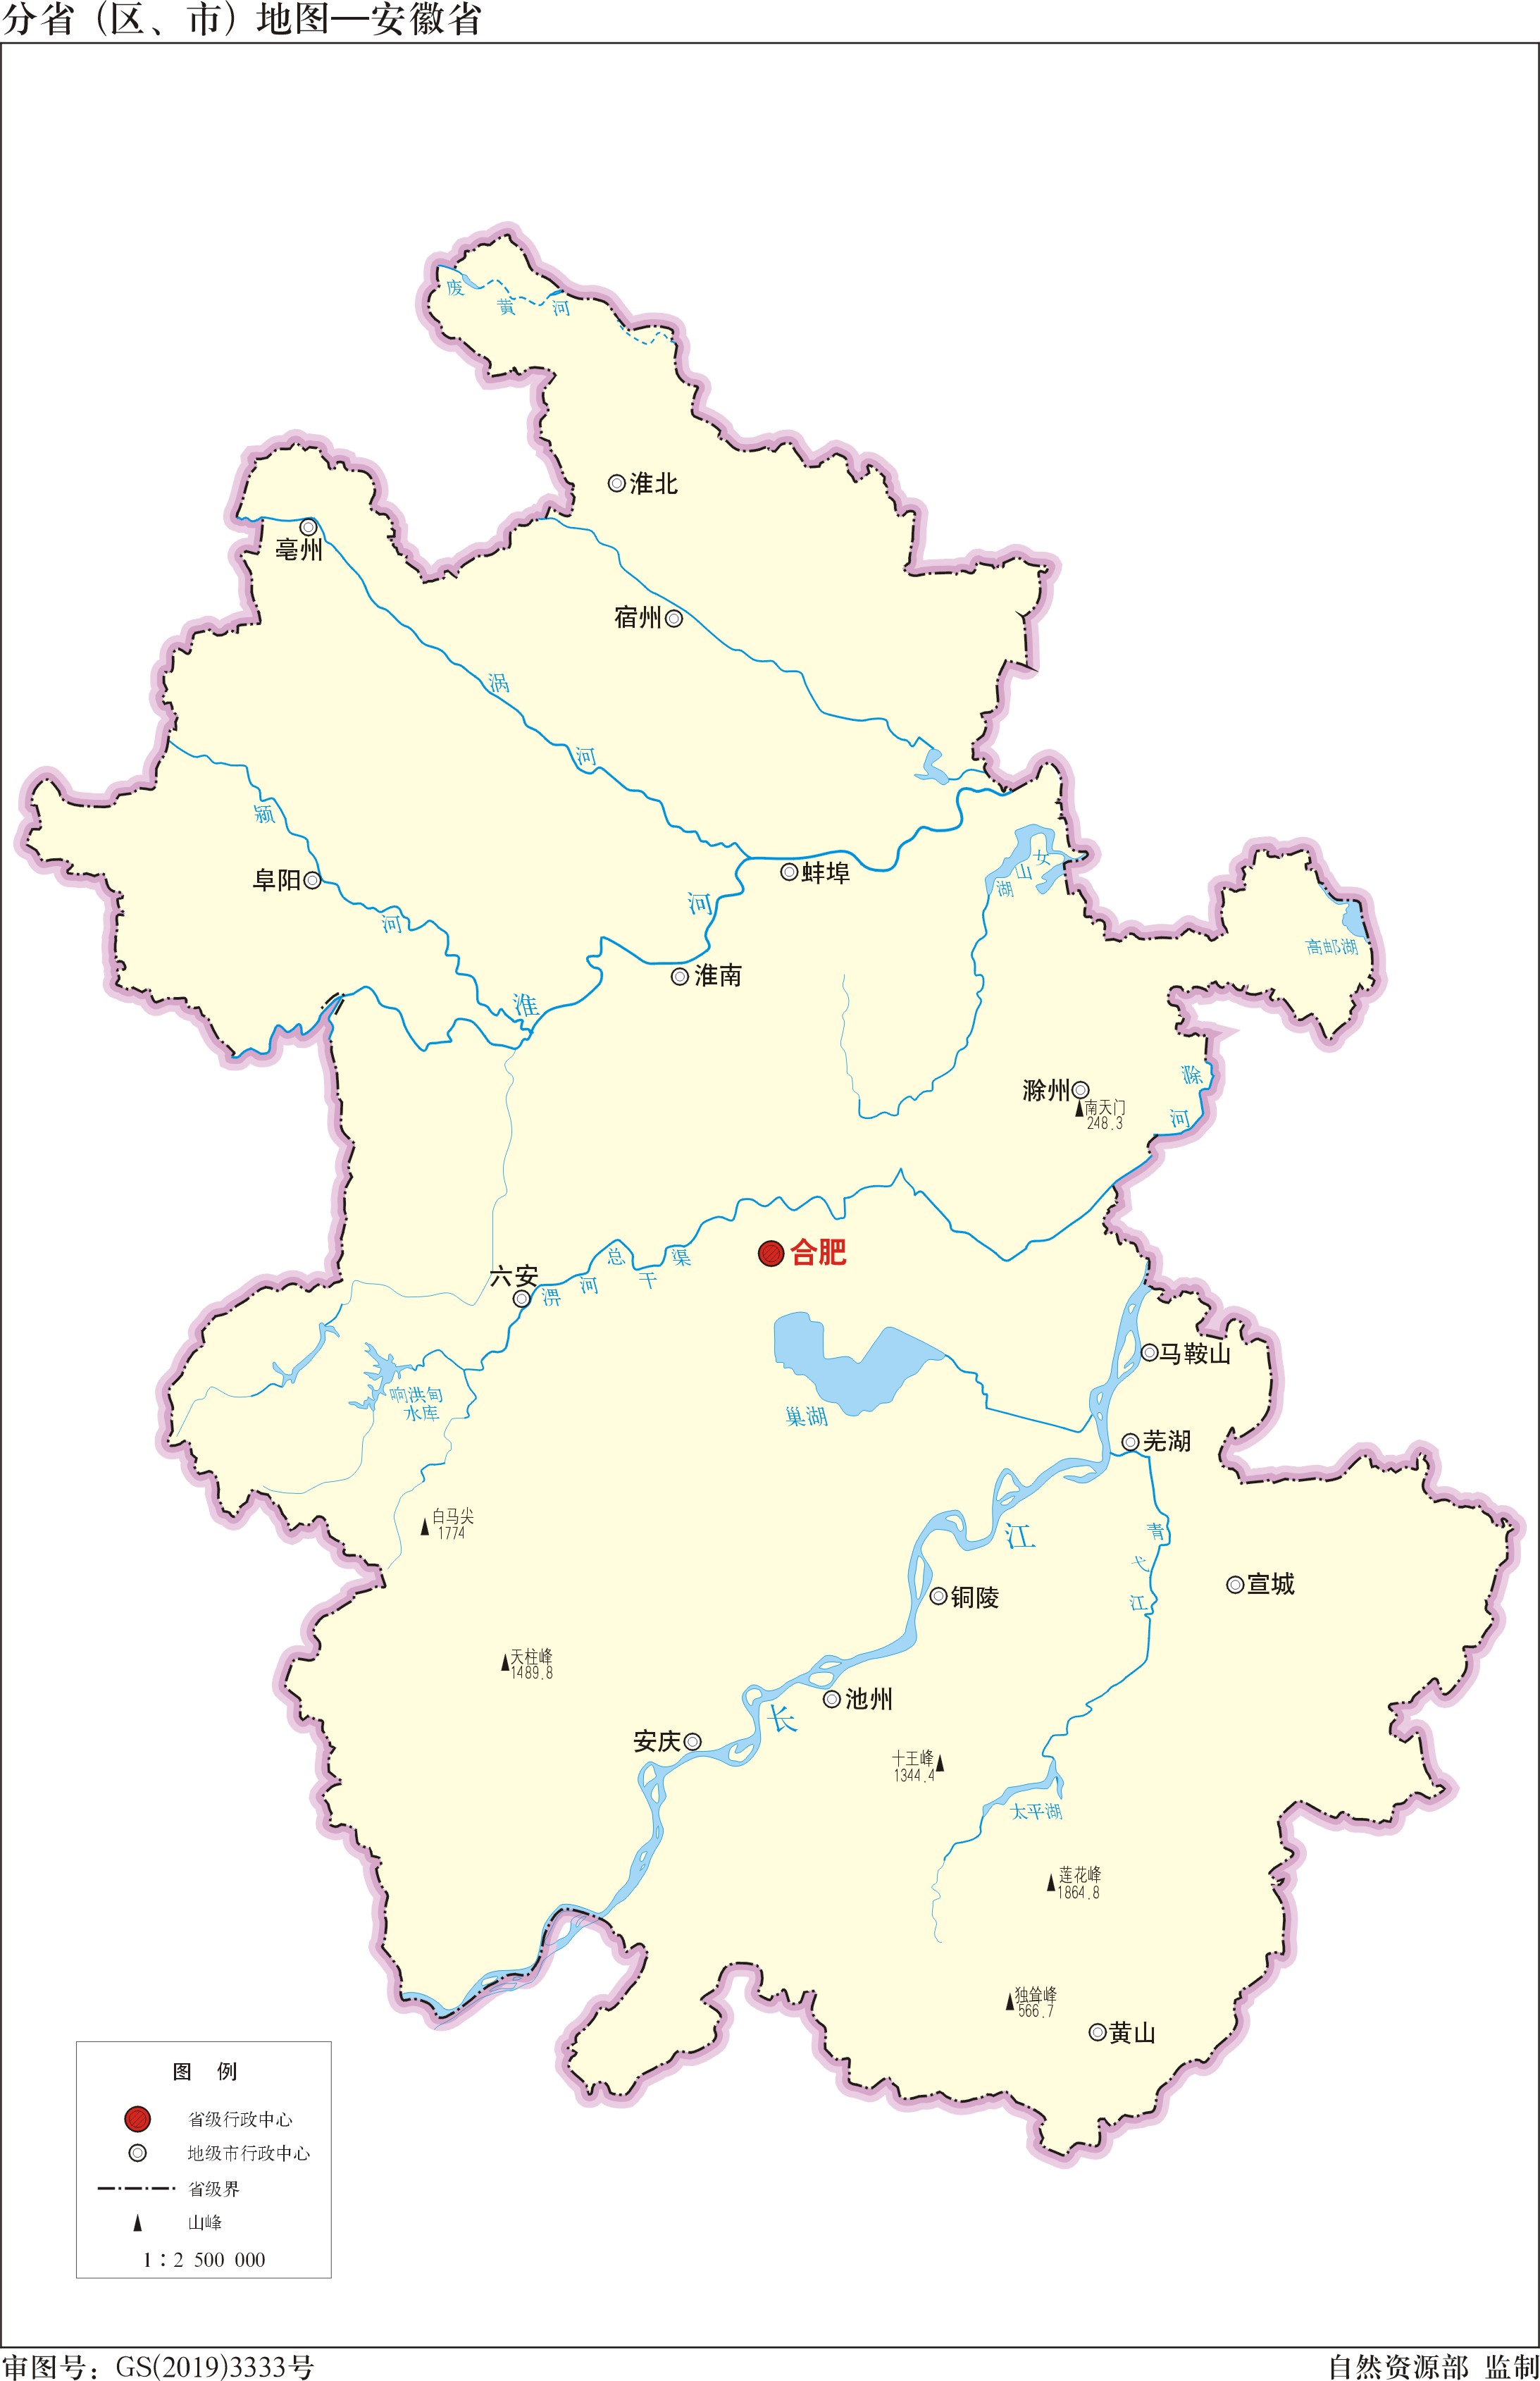 分省（区、市）地图—安徽省
废黄河
淮北
亳州
宿州
涡河
颍河
阜阳
蚌埠
女山湖
高邮湖
淮河
淮南
滁州
南天门
248.3
滁河
合肥
六安
淠河总干渠
马鞍山
响洪甸
水库
巢湖
芜湖
白马尖
1774
长江
青弋江
宣城
铜陵
天柱峰
1489.8
池州
安庆
十王峰
1344.4
太平湖
莲花峰
1864.8
独耸峰
566.7
黄山
图 例
省级行政中心
地级市行政中心
省级界
山峰
1：2 500 000
审图号：GS(2019)3333号
自然资源部 监制